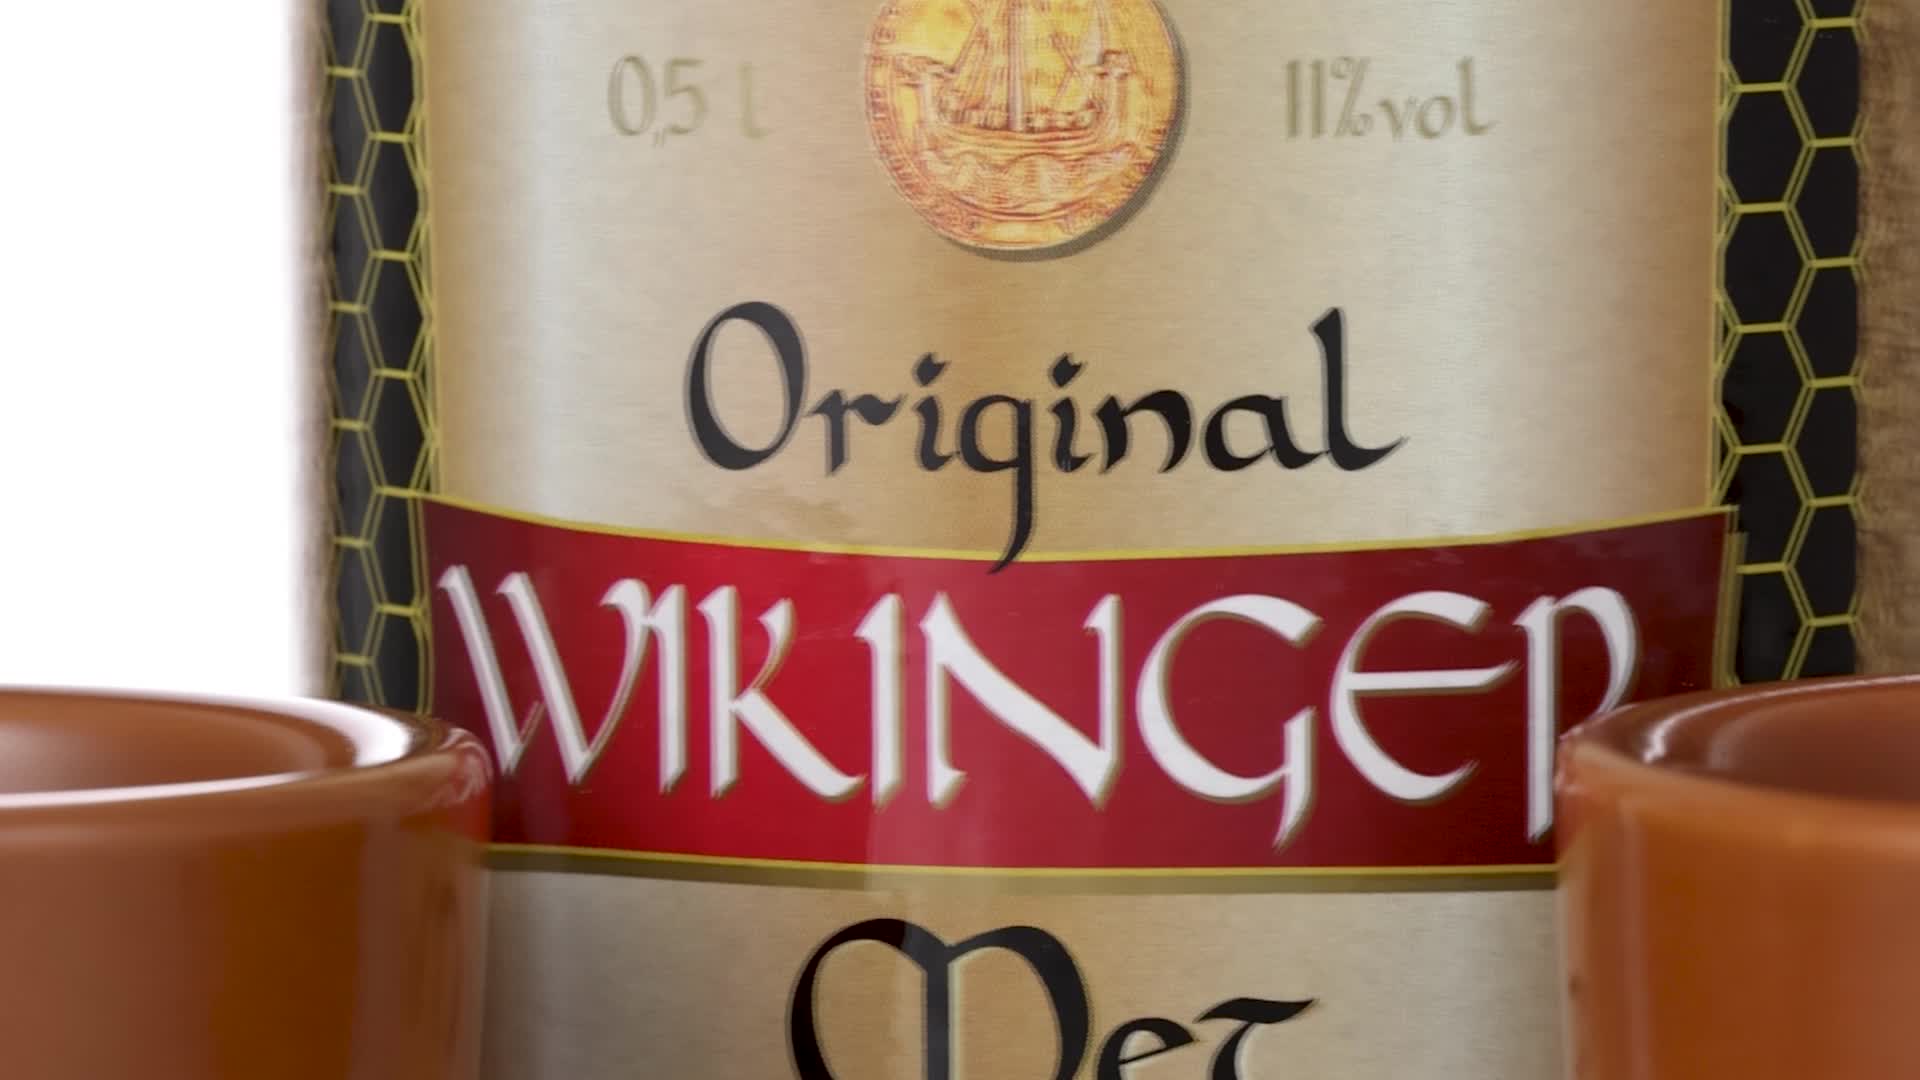 0,5 l 11% vol
Original
WIKINGER
Met